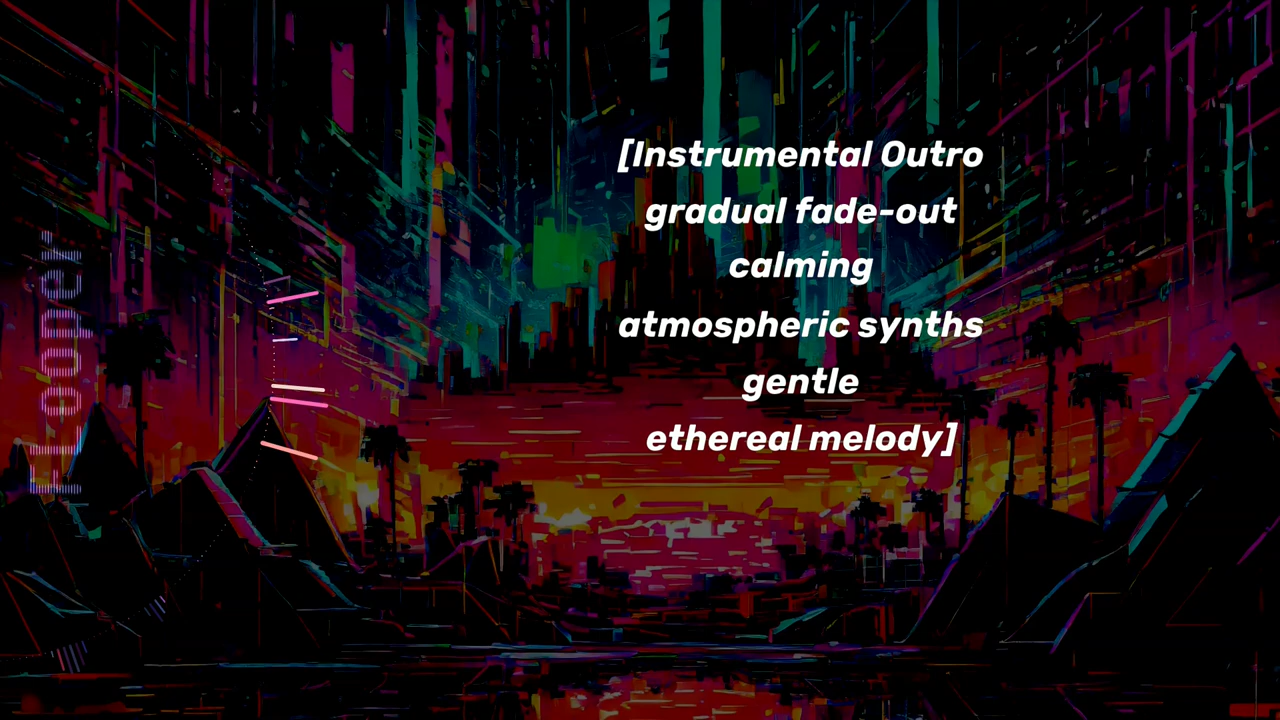 [Instrumental Outro
gradual fade-out
calming
atmospheric synths
gentle
ethereal melody]